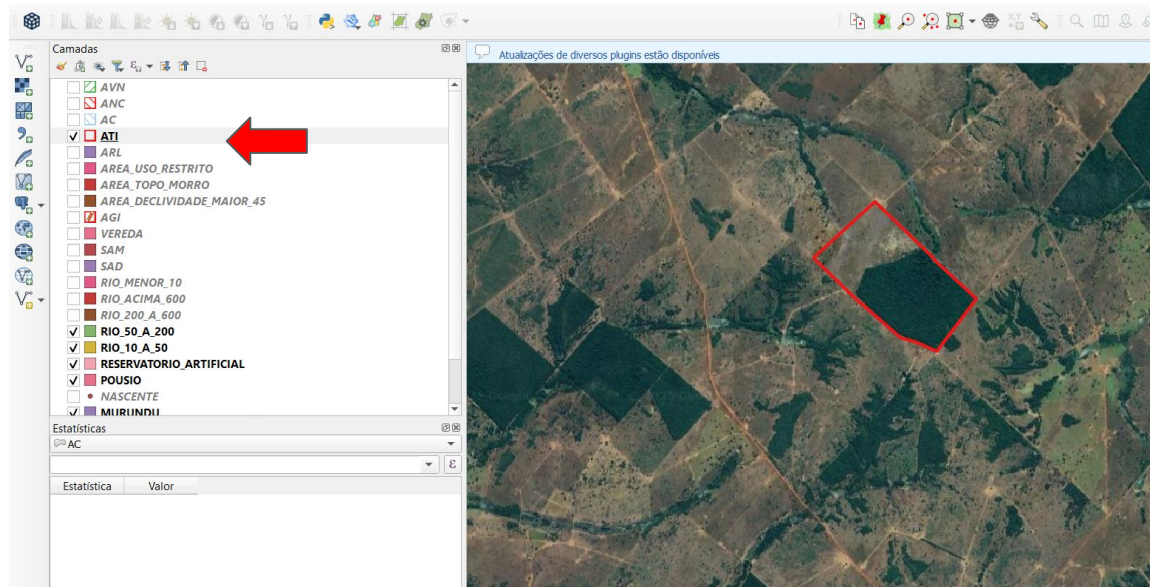 Camadas
Atualizações de diversos plugins estão disponíveis
AVN
ANC
AC
ATI
ARL
AREA_USO_RESTRITO
AREA_TOPO_MORRO
AREA_DECLIVIDADE_MAIOR_45
AGI
VEREDA
SAM
SAD
RIO_MENOR_10
RIO_ACIMA_600
RIO_200_A_600
RIO_50_A_200
RIO_10_A_50
RESERVATORIO_ARTIFICIAL
POUSIO
NASCENTE
MURUNDU
Estatísticas
AC
ε
Estatística Valor